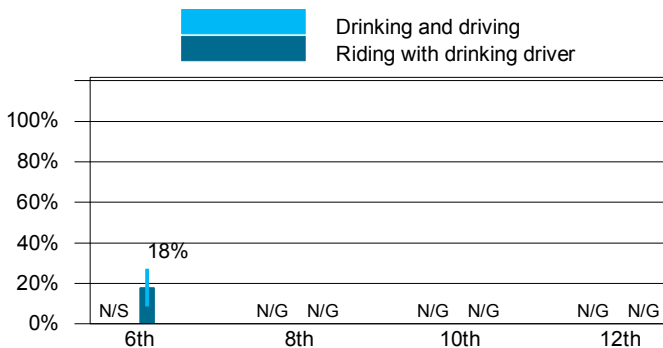 Drinking and driving
Riding with drinking driver
100%
80%
60%
40%
18%
20%
N/S N/G N/G N/G N/G N/G N/G
0%
6th 8th 10th 12th